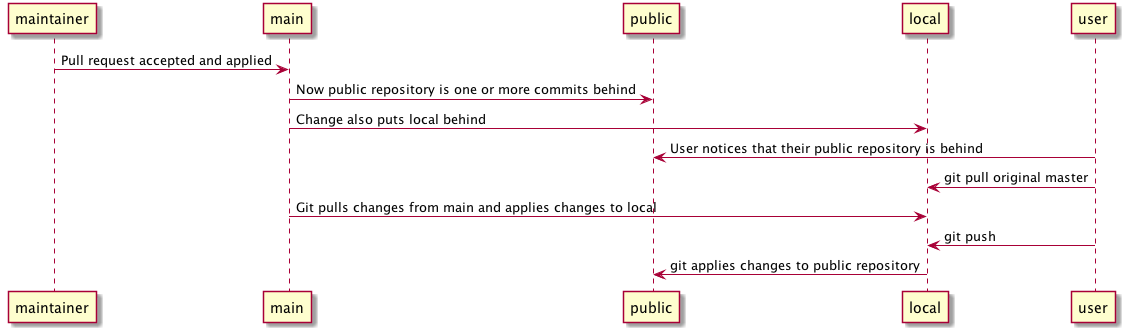 maintainer
main
public
local
user
Pull request accepted and applied
Now public repository is one or more commits behind
Change also puts local behind
User notices that their public repository is behind
git pull original master
Git pulls changes from main and applies changes to local
git push
git applies changes to public repository
maintainer
main
public
local
user